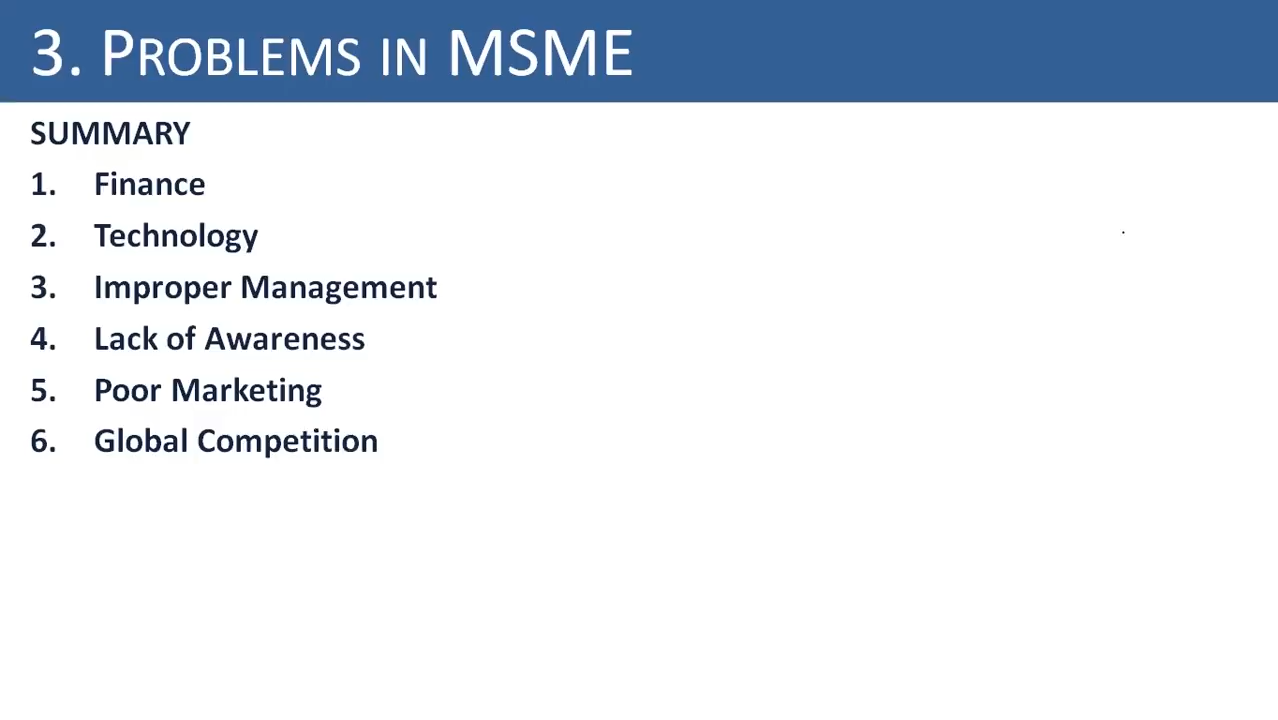 3. PROBLEMS IN MSME
SUMMARY
1. Finance
2. Technology
3. Improper Management
4. Lack of Awareness
5. Poor Marketing
6. Global Competition